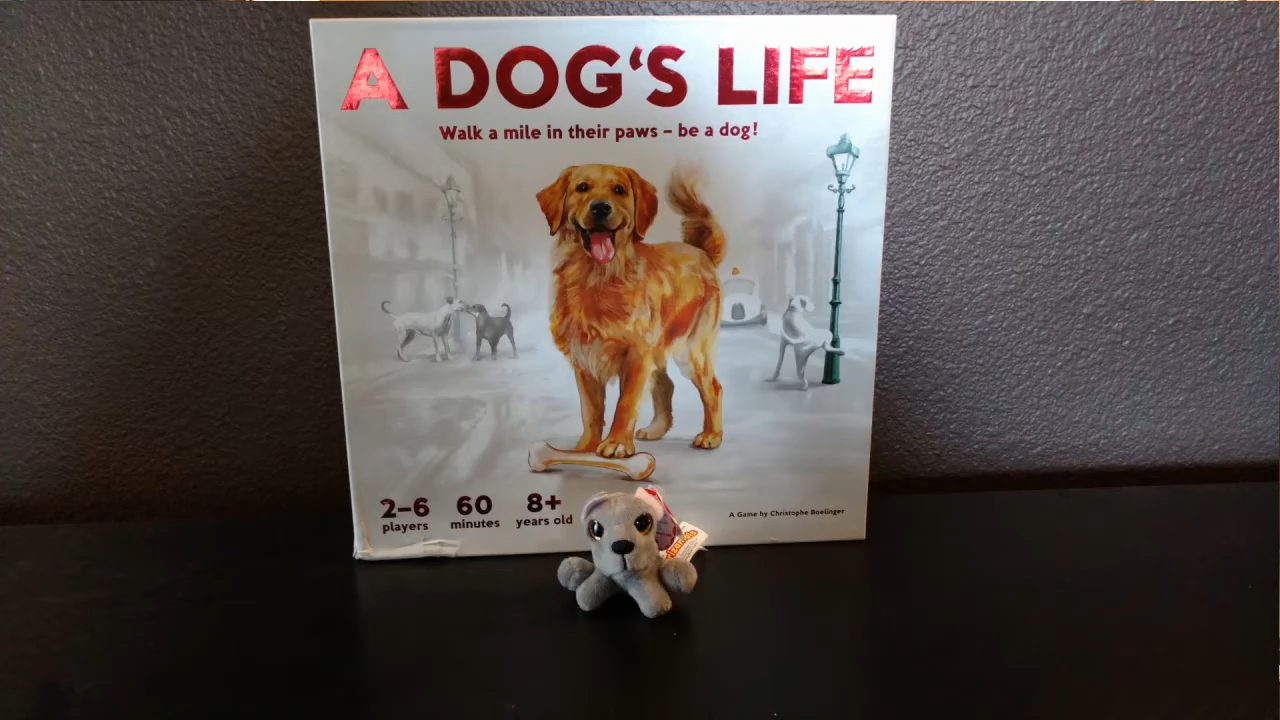 A DOG'S LIFE
Walk a mile in their paws – be a dog!
2–6 players
60 minutes
8+ years old
A Game by Christophe Boelinger